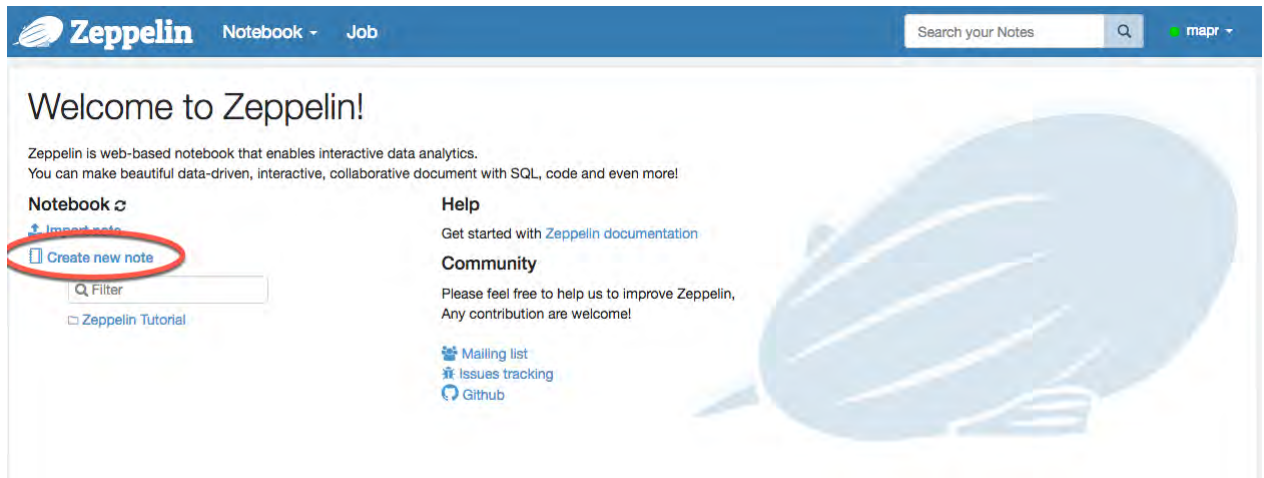 Zeppelin Notebook Job Search your Notes mapr
Welcome to Zeppelin!
Zeppelin is web-based notebook that enables interactive data analytics.
You can make beautiful data-driven, interactive, collaborative document with SQL, code and even more!
Notebook
Import note
Create new note
Filter
Zeppelin Tutorial
Help
Get started with Zeppelin documentation
Community
Please feel free to help us to improve Zeppelin,
Any contribution are welcome!
Mailing list
Issues tracking
Github